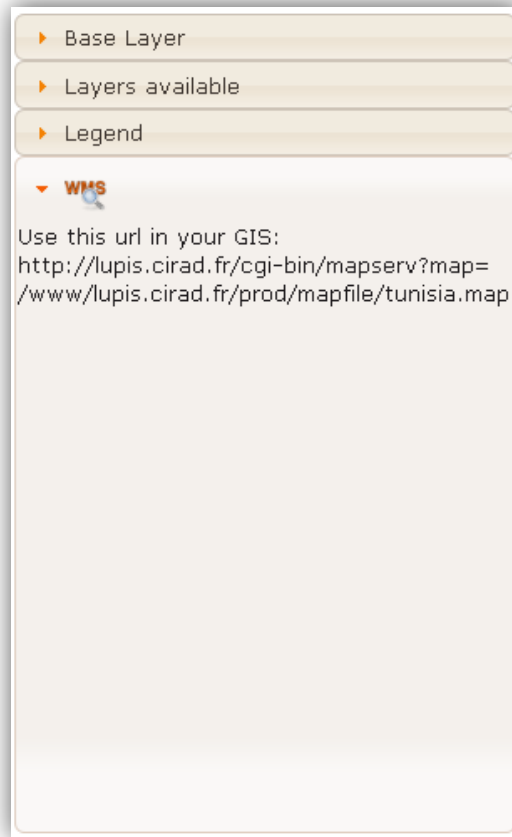 Base Layer
Layers available
Legend
WMS
Use this url in your GIS:
http://lupis.cirad.fr/cgi-bin/mapserv?map=
/www/lupis.cirad.fr/prod/mapfile/tunisia.map